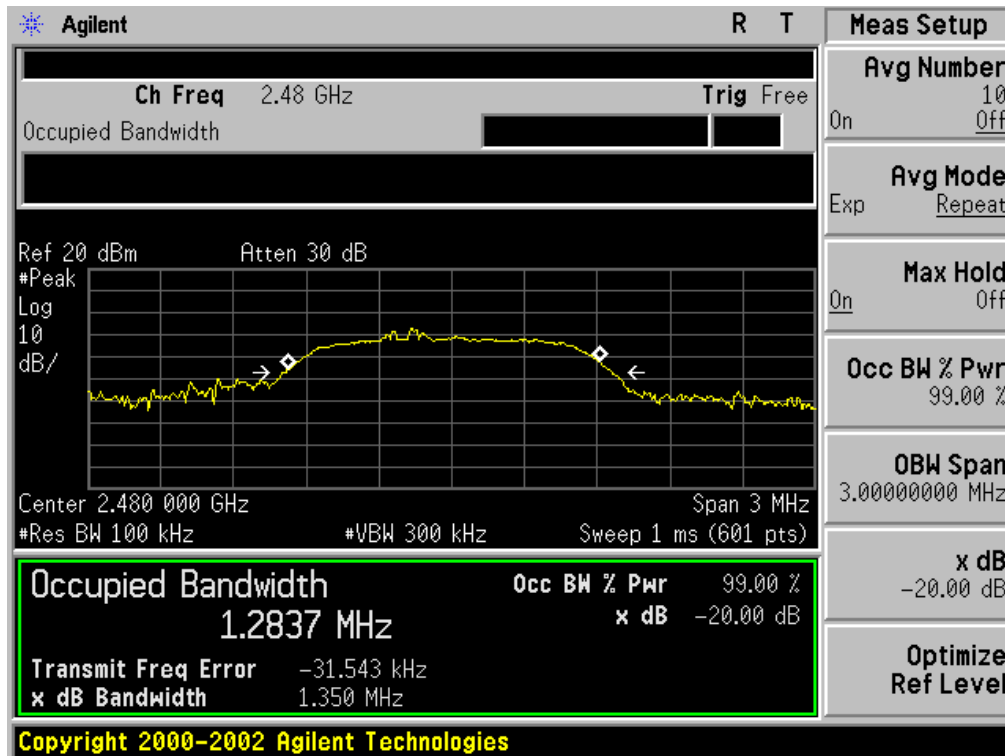 Agilent R T
Ch Freq 2.48 GHz Trig Free
Occupied Bandwidth
Ref 20 dBm Atten 30 dB
#Peak
Log
10
dB/
Center 2.480 000 GHz Span 3 MHz
#Res BW 100 kHz #VBW 300 kHz Sweep 1 ms (601 pts)
Occupied Bandwidth Occ BW % Pwr 99.00 %
1.2837 MHz x dB -20.00 dB
Transmit Freq Error -31.543 kHz
x dB Bandwidth 1.350 MHz
Copyright 2000-2002 Agilent Technologies
Meas Setup
Avg Number
10
On Off
Avg Mode
Exp Repeat
Max Hold
On Off
Occ BW % Pwr
99.00 %
OBW Span
3.00000000 MHz
x dB
-20.00 dB
Optimize
Ref Level